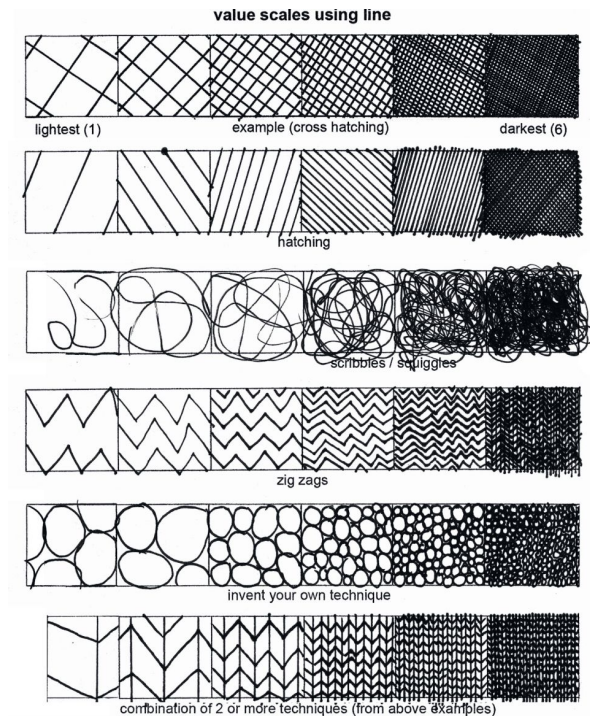 value scales using line
lightest (1) example (cross hatching) darkest (6)
hatching
scribbles / squiggles
zig zags
invent your own technique
combination of 2 or more techniques (from above examples)